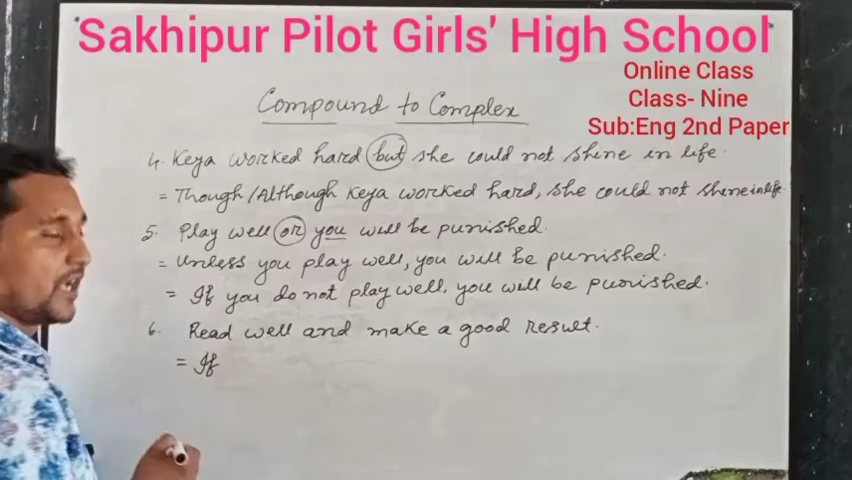 Sakhipur Pilot Girls' High School
Online Class
Class- Nine
Sub:Eng 2nd Paper
Compound to Complex
4. Keya worked hard but she could not shine in life.
= Though/Although Keya worked hard, she could not shine in life.
5. Play well or you will be punished.
= Unless you play well, you will be punished.
= If you do not play well, you will be punished.
6. Read well and make a good result.
= If